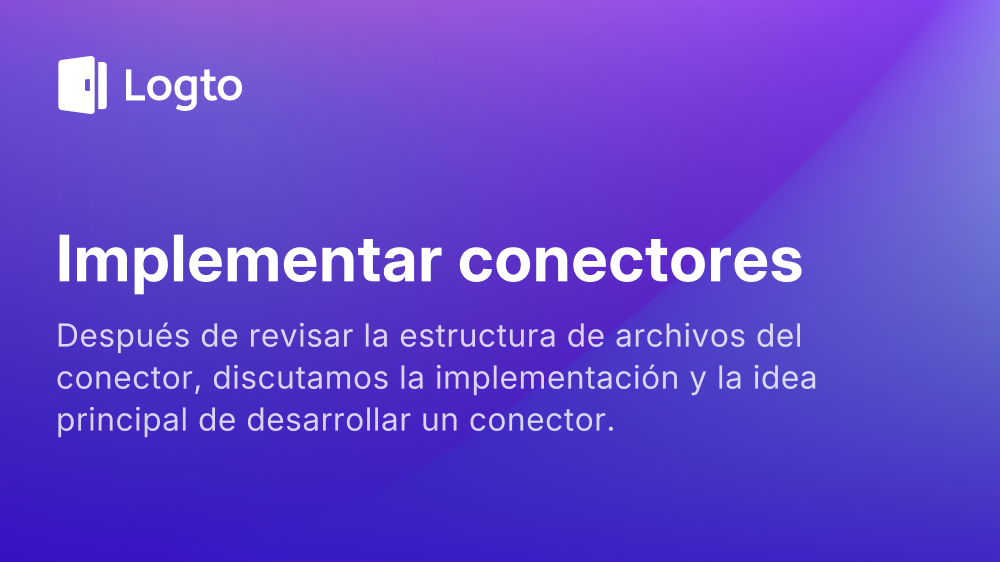 Logto
Implementar conectores
Después de revisar la estructura de archivos del
conector, discutamos la implementación y la idea
principal de desarrollar un conector.